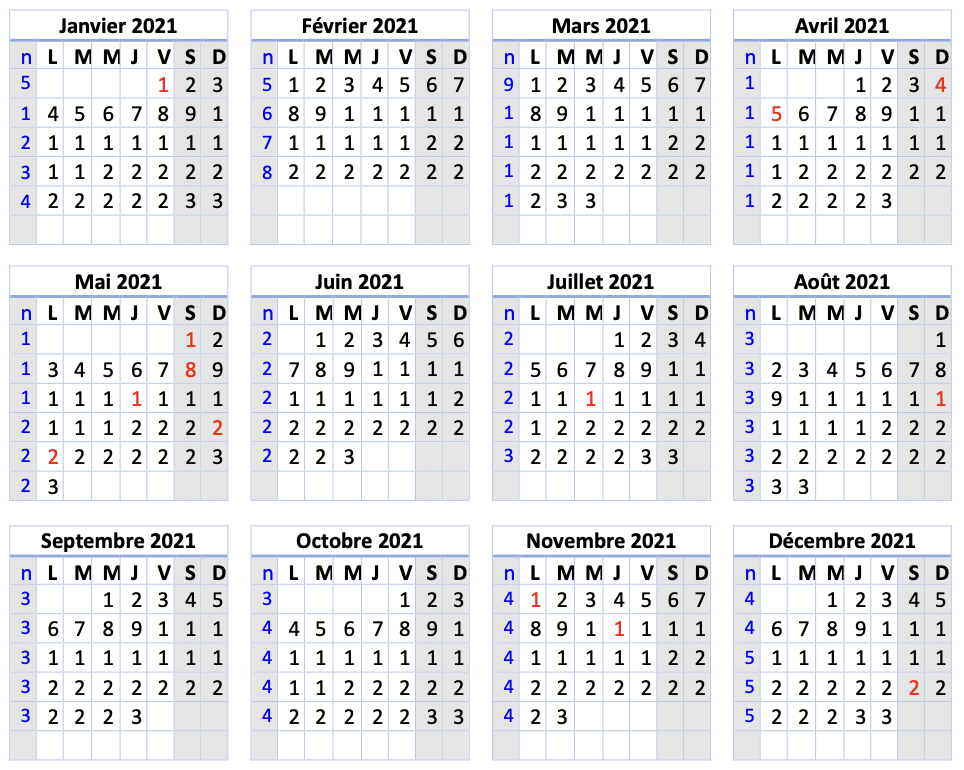 Janvier 2021
n L M M J V S D
5 1 2 3
1 4 5 6 7 8 9 1
2 1 1 1 1 1 1 1
3 1 1 2 2 2 2 2
4 2 2 2 2 2 3 3
Février 2021
n L M M J V S D
5 1 2 3 4 5 6 7
6 8 9 1 1 1 1 1
7 1 1 1 1 1 2 2
8 2 2 2 2 2 2 2
Mars 2021
n L M M J V S D
9 1 2 3 4 5 6 7
1 8 9 1 1 1 1 1
1 1 1 1 1 1 2 2
1 2 2 2 2 2 2 2
1 2 3 3
Avril 2021
n L M M J V S D
1 1 2 3 4
1 5 6 7 8 9 1 1
1 1 1 1 1 1 1 1
1 1 2 2 2 2 2 2
1 2 2 2 2 3
Mai 2021
n L M M J V S D
1 1 2
1 3 4 5 6 7 8 9
1 1 1 1 1 1 1 1
2 1 1 1 2 2 2 2
2 2 2 2 2 2 2 3
2 3
Juin 2021
n L M M J V S D
2 1 2 3 4 5 6
2 7 8 9 1 1 1 1
2 1 1 1 1 1 1 2
2 2 2 2 2 2 2 2
2 2 2 3
Juillet 2021
n L M M J V S D
2 1 2 3 4
2 5 6 7 8 9 1 1
2 1 1 1 1 1 1 1
2 1 2 2 2 2 2 2
3 2 2 2 2 3 3
Août 2021
n L M M J V S D
3 1
3 2 3 4 5 6 7 8
3 9 1 1 1 1 1 1
3 1 1 1 1 2 2 2
3 2 2 2 2 2 2 2
3 3 3
Septembre 2021
n L M M J V S D
3 1 2 3 4 5
3 6 7 8 9 1 1 1
3 1 1 1 1 1 1 1
3 2 2 2 2 2 2 2
3 2 2 2 3
Octobre 2021
n L M M J V S D
3 1 2 3
4 4 5 6 7 8 9 1
4 1 1 1 1 1 1 1
4 1 1 2 2 2 2 2
4 2 2 2 2 2 3 3
Novembre 2021
n L M M J V S D
4 1 2 3 4 5 6 7
4 8 9 1 1 1 1 1
4 1 1 1 1 1 2 2
4 2 2 2 2 2 2 2
4 2 3
Décembre 2021
n L M M J V S D
4 1 2 3 4 5
4 6 7 8 9 1 1 1
5 1 1 1 1 1 1 1
5 2 2 2 2 2 2 2
5 2 2 2 3 3